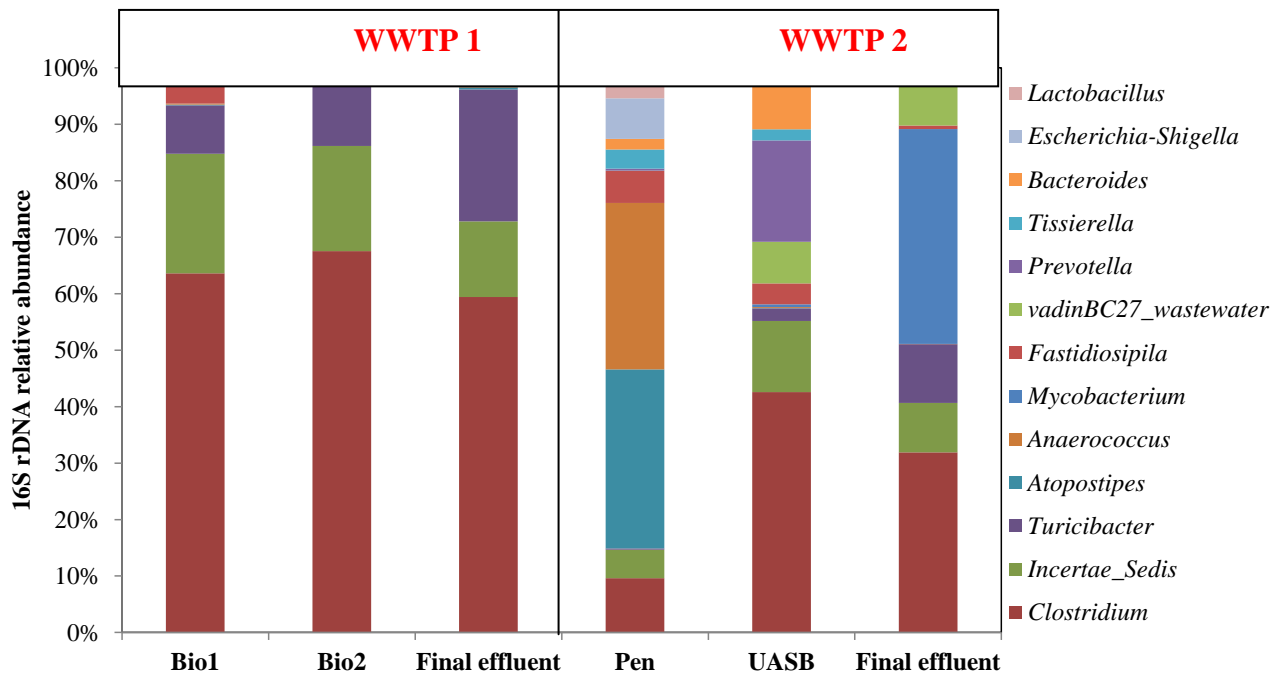 WWTP 1
WWTP 2
16S rDNA relative abundance
100%
90%
80%
70%
60%
50%
40%
30%
20%
10%
0%
Bio1
Bio2
Final effluent
Pen
UASB
Final effluent
Lactobacillus
Escherichia-Shigella
Bacteroides
Tissierella
Prevotella
vadinBC27_wastewater
Fastidiosipila
Mycobacterium
Anaerococcus
Atopostipes
Turicibacter
Incertae_Sedis
Clostridium